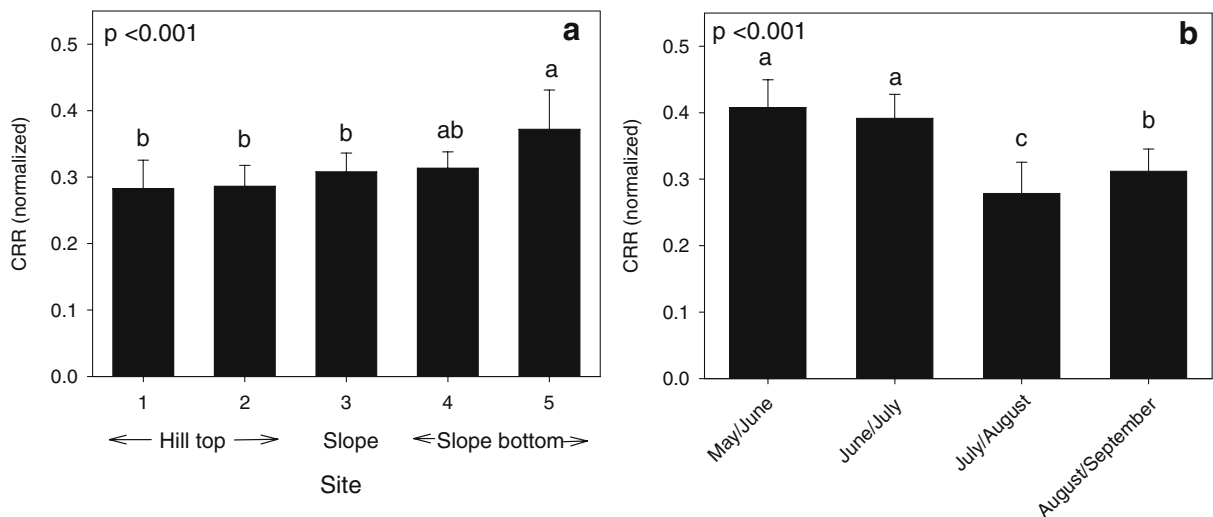 p <0.001
a
0.5
0.4
0.3
0.2
0.1
0.0
CRR (normalized)
b
b
b
ab
a
1
2
3
4
5
Hill top
Slope
Slope bottom
Site
p <0.001
b
0.5
0.4
0.3
0.2
0.1
0.0
CRR (normalized)
a
a
c
b
May/June
June/July
July/August
August/September